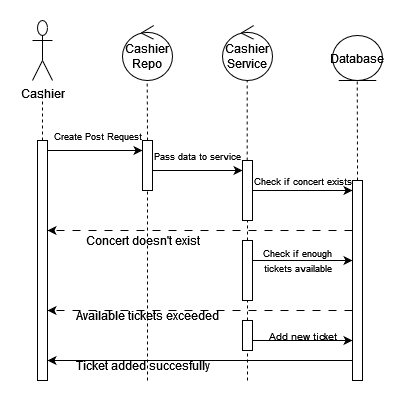 Cashier
Repo
Cashier
Service
Database
Cashier
Create Post Request
Pass data to service
Check if concert exists
Concert doesn't exist
Check if enough
tickets available
Available tickets exceeded
Add new ticket
Ticket added succesfully